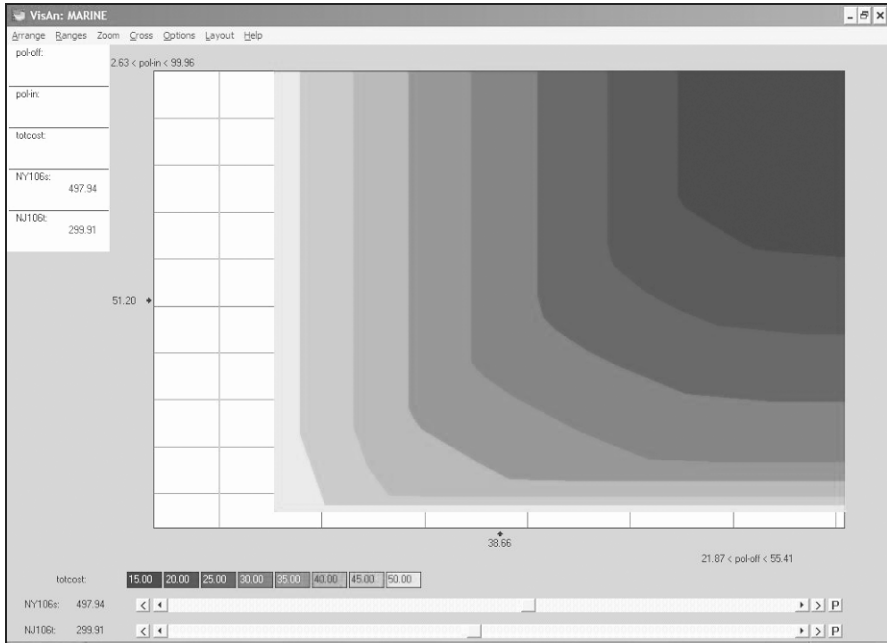 VisAn: MARINE
Arrange Ranges Zoom Cross Options Layout Help
pol-off:
2.63 < pol-in < 99.96
pol-in:
totcost:
NY106s:
497.94
NJ106t:
299.91
51.20
38.66
21.87 < pol-off < 55.41
totcost: 15.00 20.00 25.00 30.00 35.00 40.00 45.00 50.00
NY106s: 497.94 P
NJ106t: 299.91 P